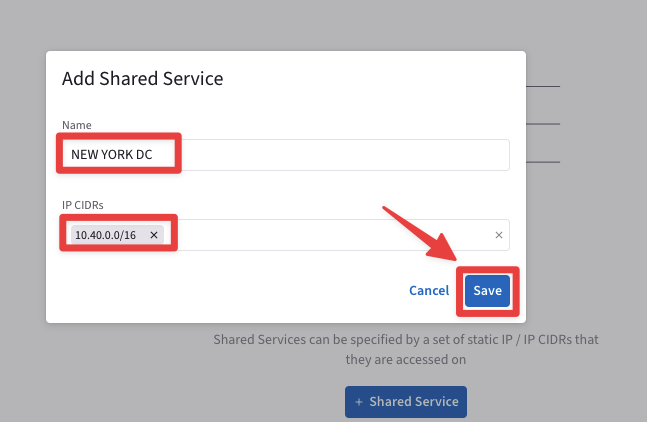 Add Shared Service
Name
NEW YORK DC
IP CIDRs
10.40.0.0/16 ×
×
Cancel Save
Shared Services can be specified by a set of static IP / IP CIDRs that
they are accessed on
+ Shared Service